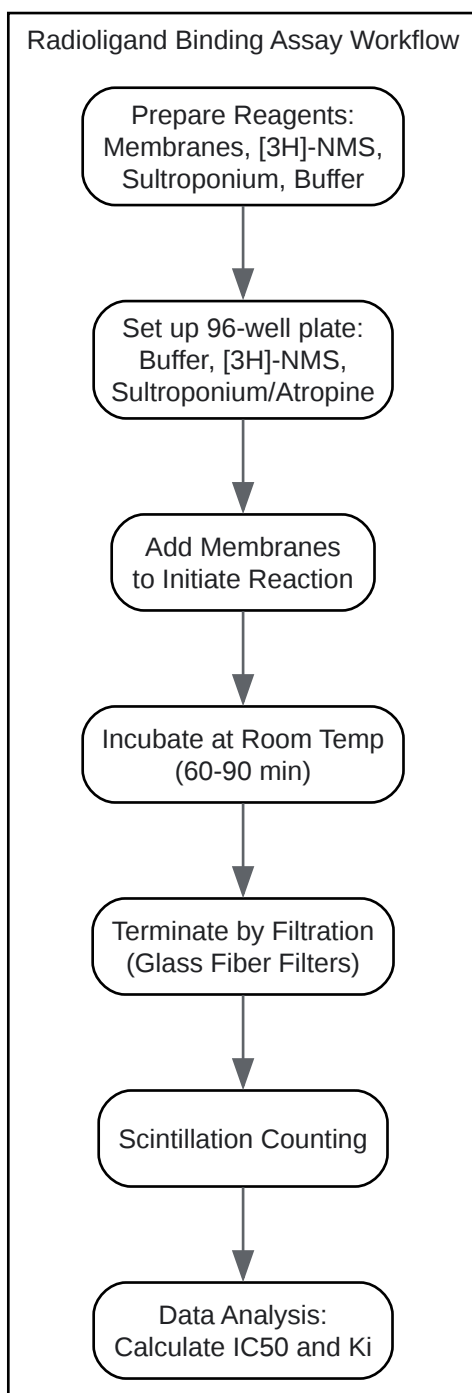 Radioligand Binding Assay Workflow
Prepare Reagents:
Membranes, [3H]-NMS,
Sultroponium, Buffer
Set up 96-well plate:
Buffer, [3H]-NMS,
Sultroponium/Atropine
Add Membranes
to Initiate Reaction
Incubate at Room Temp
(60-90 min)
Terminate by Filtration
(Glass Fiber Filters)
Scintillation Counting
Data Analysis:
Calculate IC50 and Ki